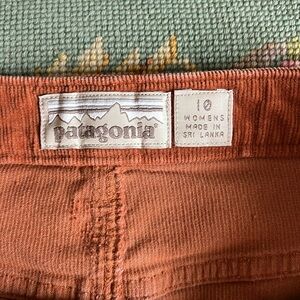 patagonia®
10
WOMENS
MADE IN
SRI LANKA